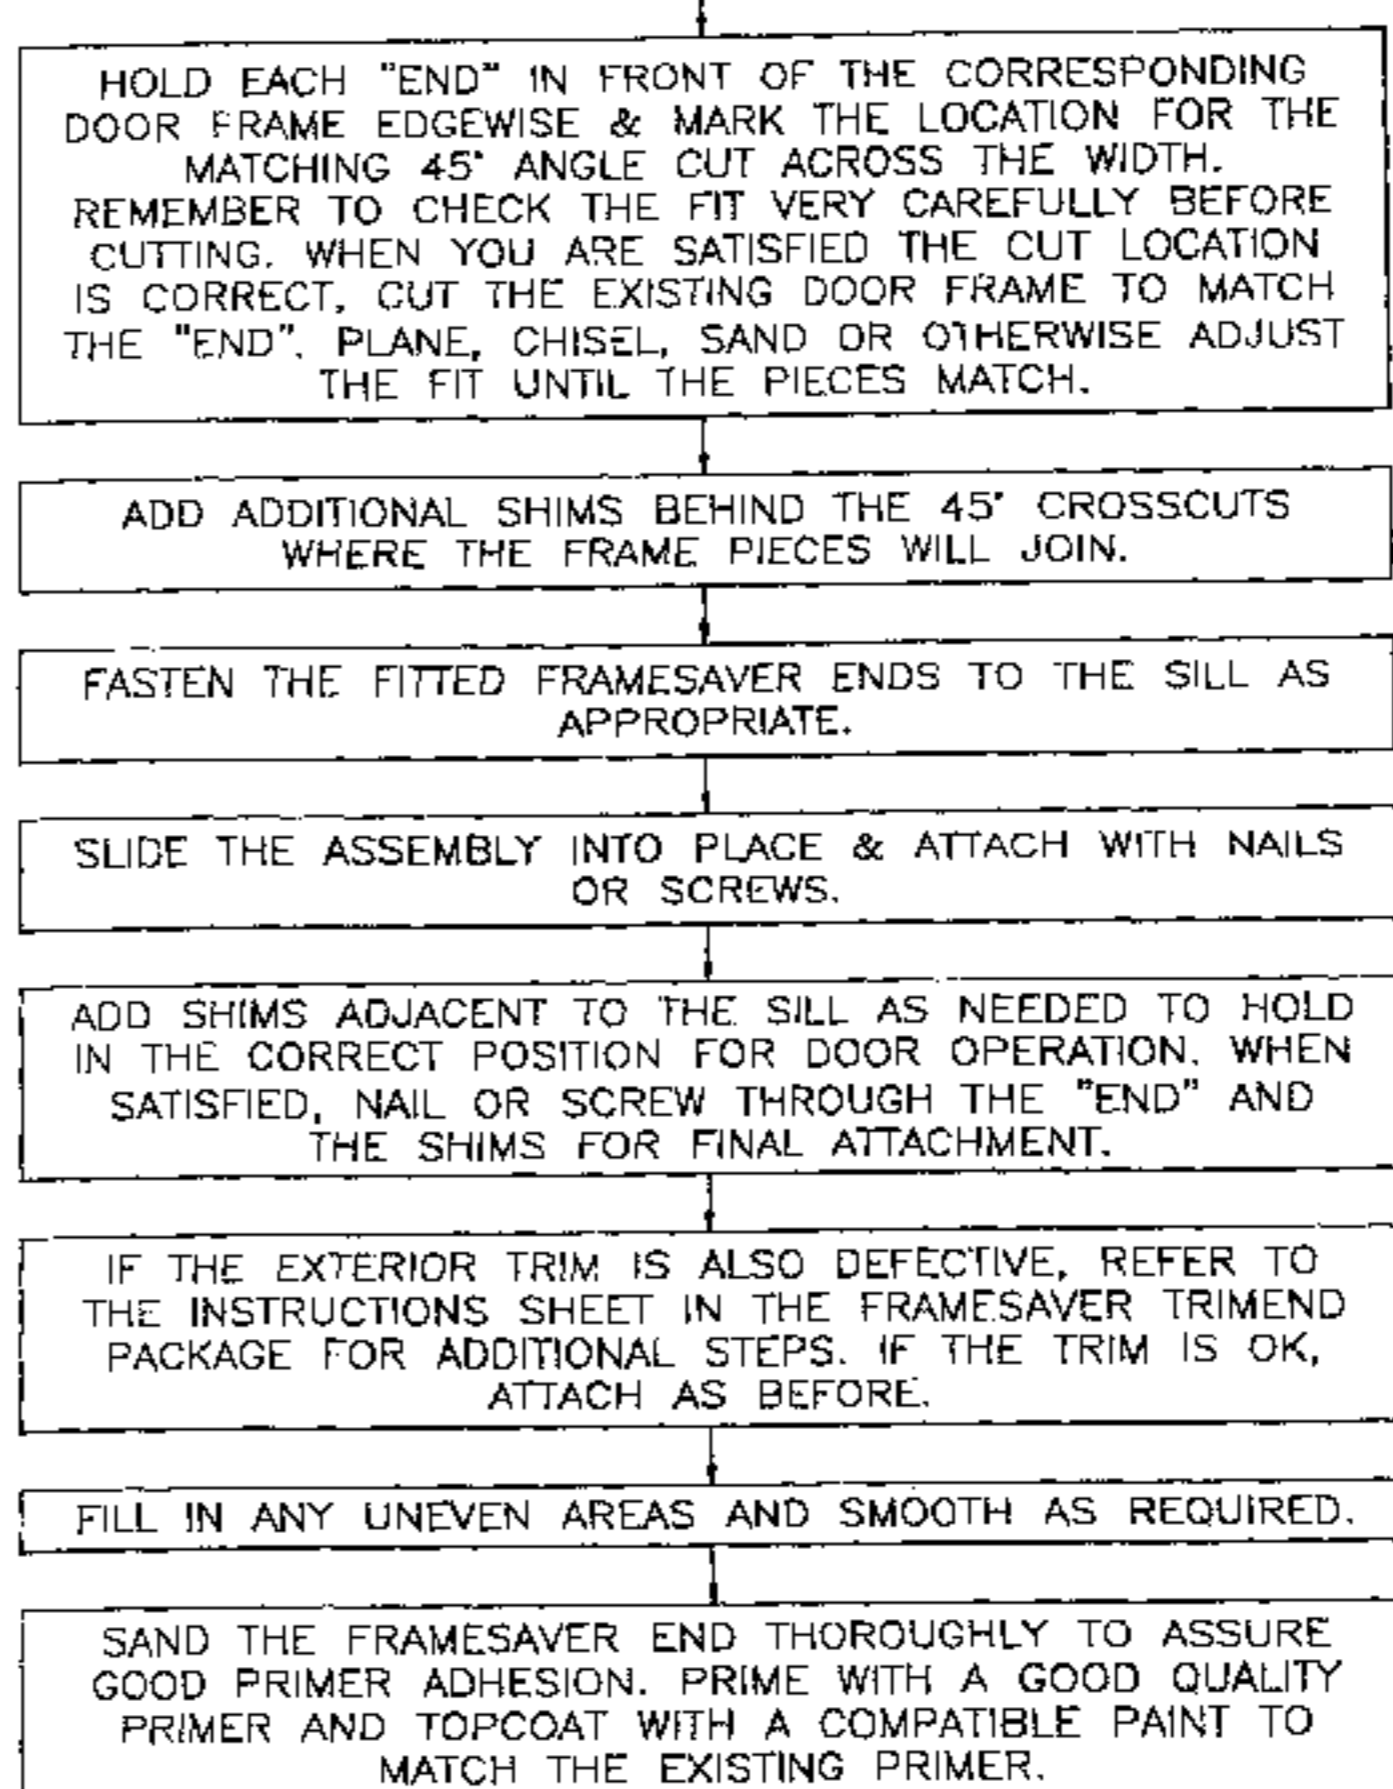 HOLD EACH "END" IN FRONT OF THE CORRESPONDING
DOOR FRAME EDGEWISE & MARK THE LOCATION FOR THE
MATCHING 45° ANGLE CUT ACROSS THE WIDTH.
REMEMBER TO CHECK THE FIT VERY CAREFULLY BEFORE
CUTTING. WHEN YOU ARE SATISFIED THE CUT LOCATION
IS CORRECT, CUT THE EXISTING DOOR FRAME TO MATCH
THE "END". PLANE, CHISEL, SAND OR OTHERWISE ADJUST
THE FIT UNTIL THE PIECES MATCH.
ADD ADDITIONAL SHIMS BEHIND THE 45° CROSSCUTS
WHERE THE FRAME PIECES WILL JOIN.
FASTEN THE FITTED FRAMESAVER ENDS TO THE SILL AS
APPROPRIATE.
SLIDE THE ASSEMBLY INTO PLACE & ATTACH WITH NAILS
OR SCREWS.
ADD SHIMS ADJACENT TO THE SILL AS NEEDED TO HOLD
IN THE CORRECT POSITION FOR DOOR OPERATION. WHEN
SATISFIED, NAIL OR SCREW THROUGH THE "END" AND
THE SHIMS FOR FINAL ATTACHMENT.
IF THE EXTERIOR TRIM IS ALSO DEFECTIVE, REFER TO
THE INSTRUCTIONS SHEET IN THE FRAMESAVER TRIMEND
PACKAGE FOR ADDITIONAL STEPS. IF THE TRIM IS OK,
ATTACH AS BEFORE.
FILL IN ANY UNEVEN AREAS AND SMOOTH AS REQUIRED.
SAND THE FRAMESAVER END THOROUGHLY TO ASSURE
GOOD PRIMER ADHESION. PRIME WITH A GOOD QUALITY
PRIMER AND TOPCOAT WITH A COMPATIBLE PAINT TO
MATCH THE EXISTING PRIMER.